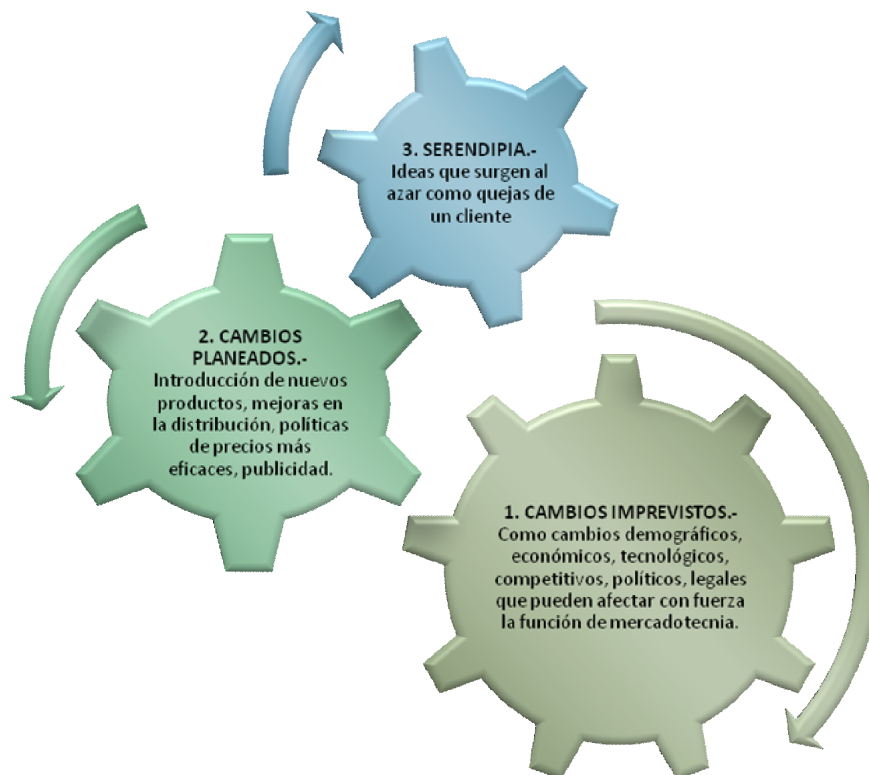 3. SERENDIPIA.-
Ideas que surgen al
azar como quejas de
un cliente
2. CAMBIOS
PLANEADOS.-
Introducción de nuevos
productos, mejoras en
la distribución, políticas
de precios más
eficaces, publicidad.
1. CAMBIOS IMPREVISTOS.-
Como cambios demográficos,
económicos, tecnológicos,
competitivos, políticos, legales
que pueden afectar con fuerza
la función de mercadotecnia.